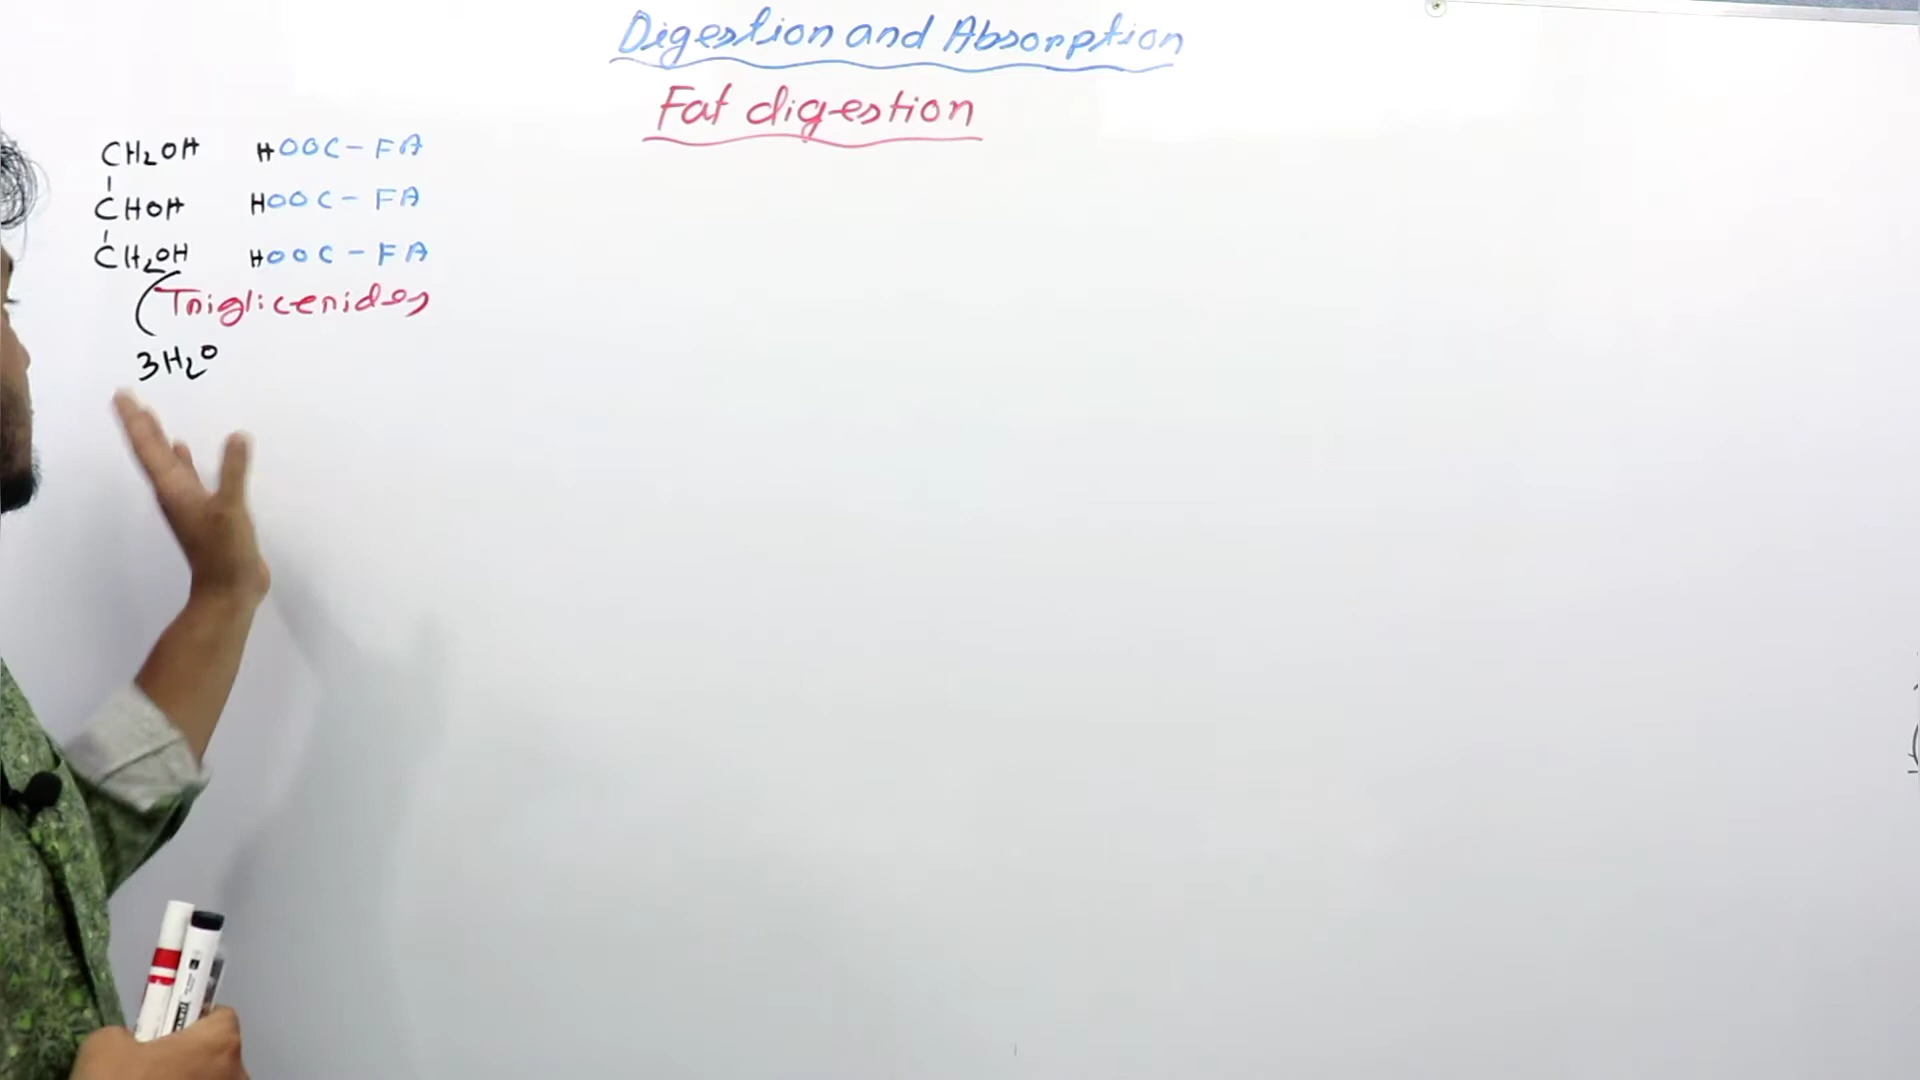 Digestion and Absorption
Fat digestion
CH₂OH HOOC-FA
CHOH HOOC-FA
CH₂OH HOOC-FA
(Triglicerides
3H₂O